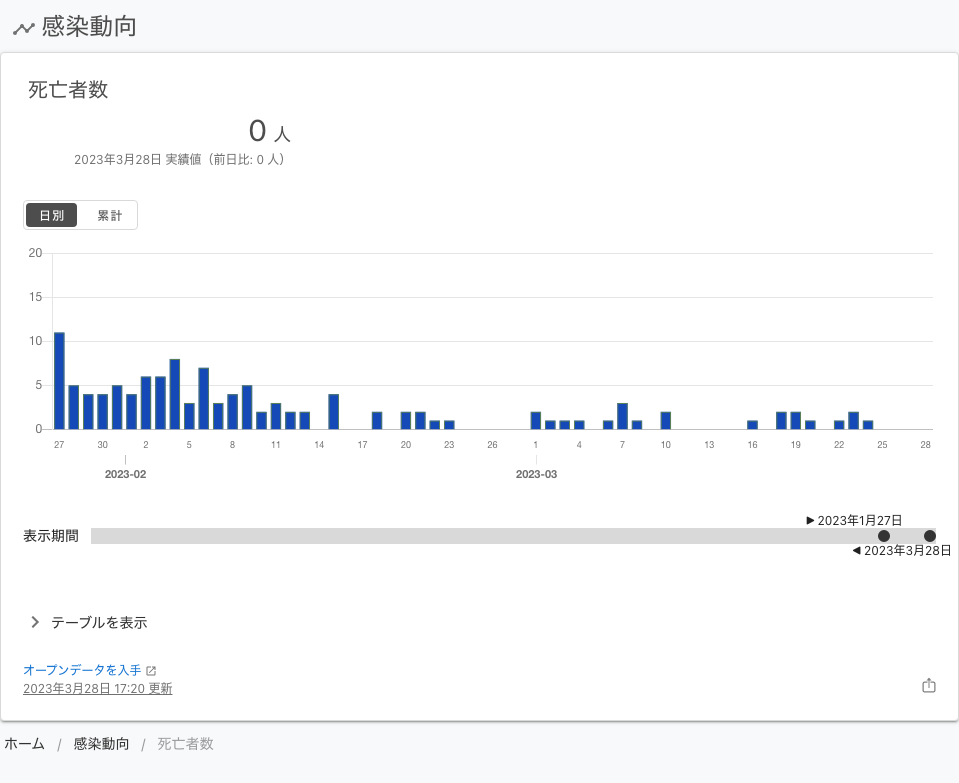 感染動向
死亡者数
0 人
2023年3月28日 実績値（前日比: 0 人）
日別 累計
20
15
10
5
0
27 30 2 5 8 11 14 17 20 23 26 1 4 7 10 13 16 19 22 25 28
2023-02 2023-03
2023年1月27日
表示期間
2023年3月28日
テーブルを表示
オープンデータを入手
2023年3月28日 17:20 更新
ホーム / 感染動向 / 死亡者数